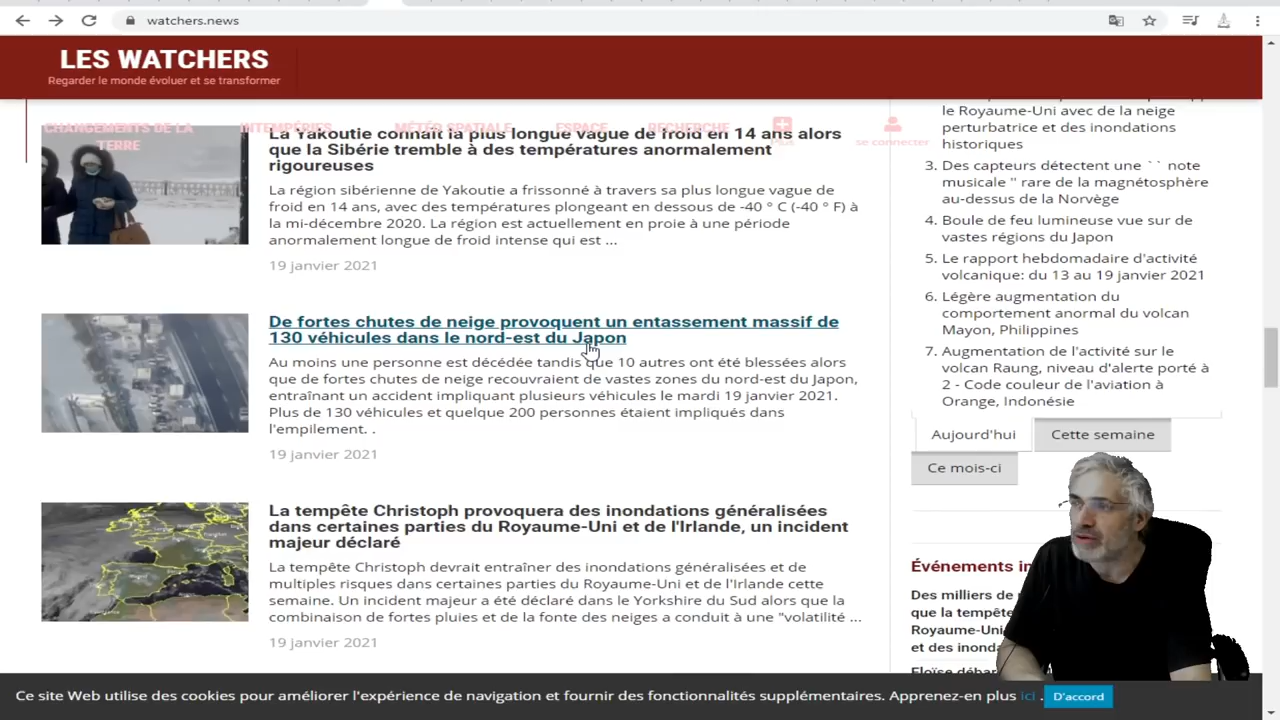 watchers.news
LES WATCHERS
Regarder le monde évoluer et se transformer
CHANGEMENTS DE LA
TERRE
INTEMPÉRIES
MÉTÉO SPATIALE
ESPACE
RECHERCHE
Plus
se connecter
La Yakoutie connaît la plus longue vague de froid en 14 ans alors
que la Sibérie tremble à des températures anormalement
rigoureuses
La région sibérienne de Yakoutie a frissonné à travers sa plus longue vague de
froid en 14 ans, avec des températures plongeant en dessous de -40 ° C (-40 ° F) à
la mi-décembre 2020. La région est actuellement en proie à une période
anormalement longue de froid intense qui est ...
19 janvier 2021
De fortes chutes de neige provoquent un entassement massif de
130 véhicules dans le nord-est du Japon
Au moins une personne est décédée tandis que 10 autres ont été blessées alors
que de fortes chutes de neige recouvraient de vastes zones du nord-est du Japon,
entraînant un accident impliquant plusieurs véhicules le mardi 19 janvier 2021.
Plus de 130 véhicules et quelque 200 personnes étaient impliqués dans
l'empilement. .
19 janvier 2021
La tempête Christoph provoquera des inondations généralisées
dans certaines parties du Royaume-Uni et de l'Irlande, un incident
majeur déclaré
La tempête Christoph devrait entraîner des inondations généralisées et de
multiples risques dans certaines parties du Royaume-Uni et de l'Irlande cette
semaine. Un incident majeur a été déclaré dans le Yorkshire du Sud alors que la
combinaison de fortes pluies et de la fonte des neiges a conduit à une "volatilité ...
19 janvier 2021
le Royaume-Uni avec de la neige
perturbatrice et des inondations
historiques
3. Des capteurs détectent une `` note
musicale '' rare de la magnétosphère
au-dessus de la Norvège
4. Boule de feu lumineuse vue sur de
vastes régions du Japon
5. Le rapport hebdomadaire d'activité
volcanique: du 13 au 19 janvier 2021
6. Légère augmentation du
comportement anormal du volcan
Mayon, Philippines
7. Augmentation de l'activité sur le
volcan Raung, niveau d'alerte porté à
2 - Code couleur de l'aviation à
Orange, Indonésie
Aujourd'hui
Cette semaine
Ce mois-ci
Événements
Des milliers de
que la tempête
Royaume-Uni
et des
Ce site Web utilise des cookies pour améliorer l'expérience de navigation et fournir des fonctionnalités supplémentaires. Apprenez-en plus ici .
D'accord